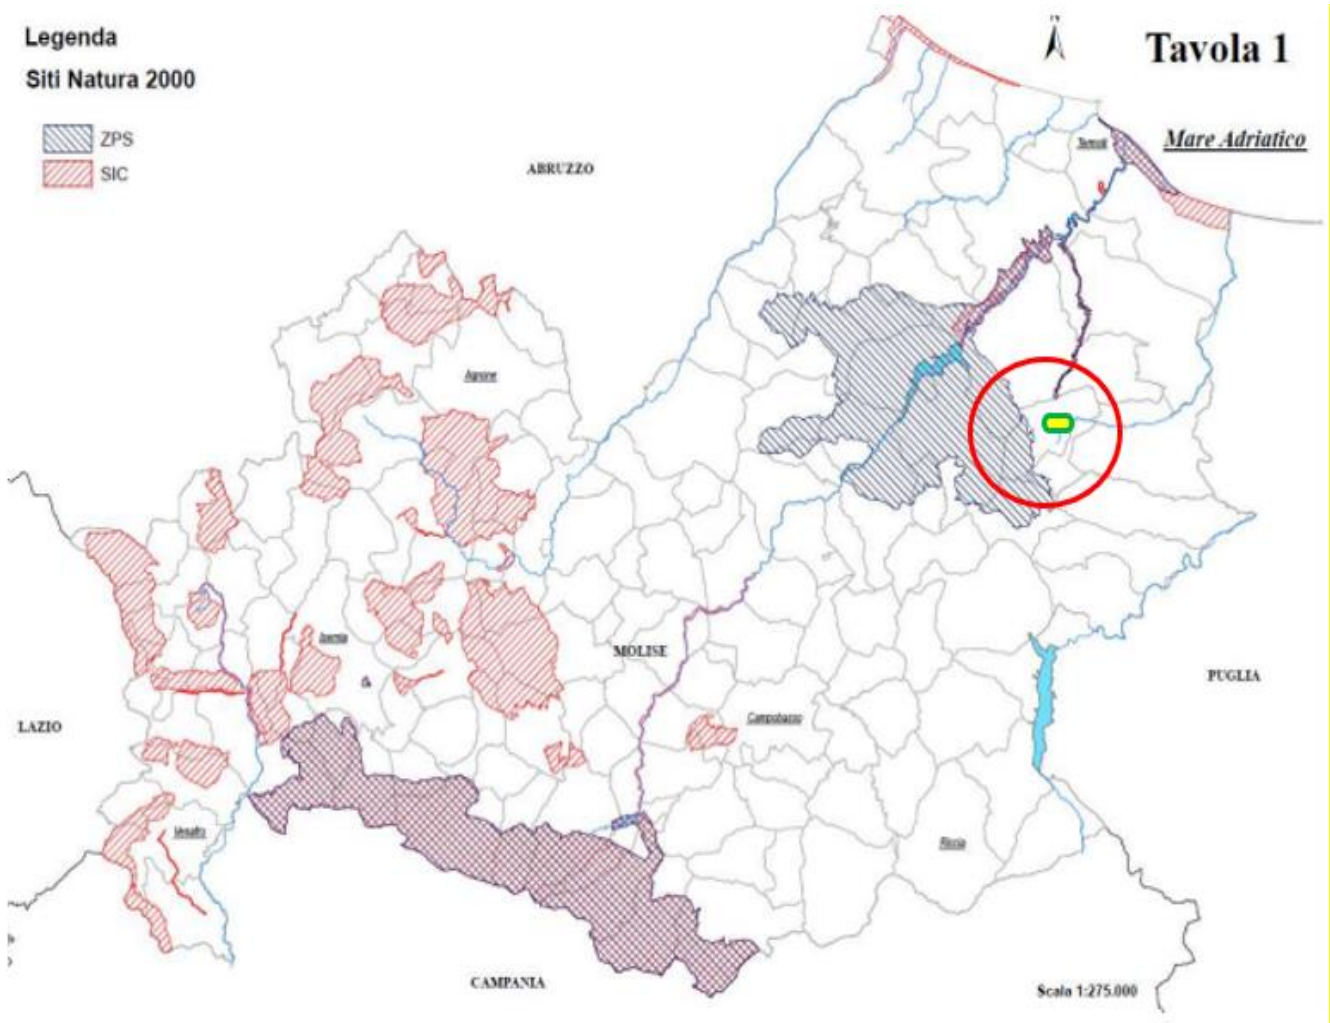 Legenda
Siti Natura 2000
ZPS
SIC
N
Tavola 1
Mare Adriatico
Termoli
ABRUZZO
Agnone
Isernia
MOLISE
PUGLIA
LAZIO
Campobasso
Venafro
Riccia
CAMPANIA
Scala 1:275.000